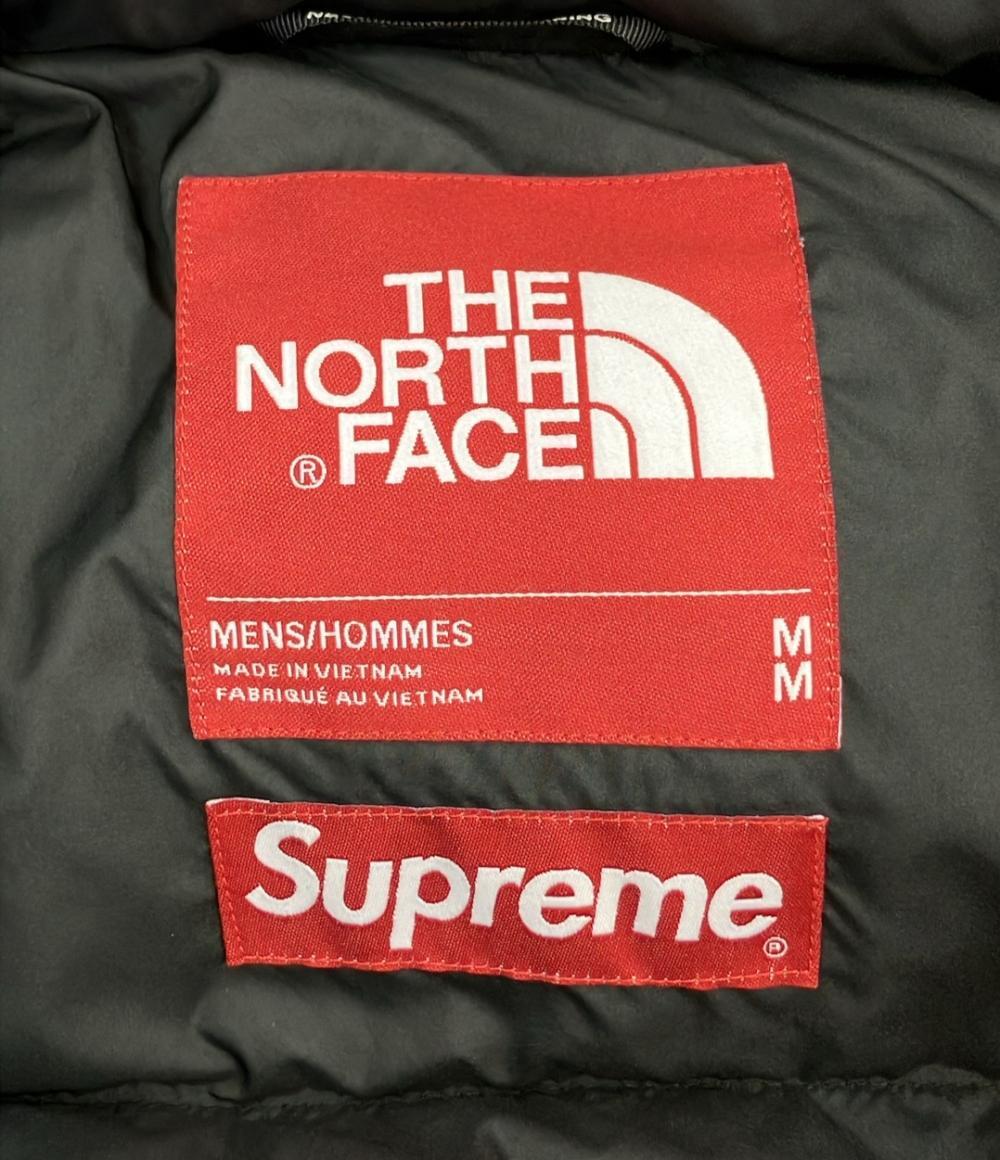 THE
NORTH
® FACE
MENS/HOMMES M
MADE IN VIETNAM M
FABRIQUÉ AU VIETNAM
Supreme ®